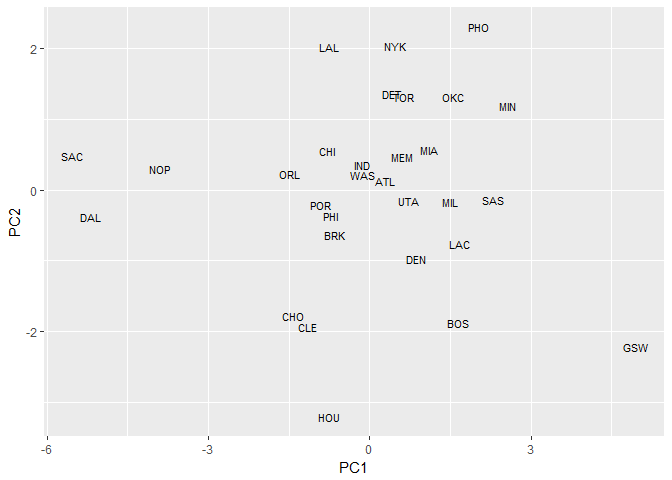 PHO
LAL
NYK
2
DET
TOR
OKC
MIN
CHI
MIA
SAC
MEM
IND
NOP
ORL
WAS
ATL
0
UTA
MIL
SAS
POR
PHI
DAL
PC2
BRK
LAC
DEN
CHO
BOS
CLE
-2
GSW
HOU
-6
-3
0
3
PC1